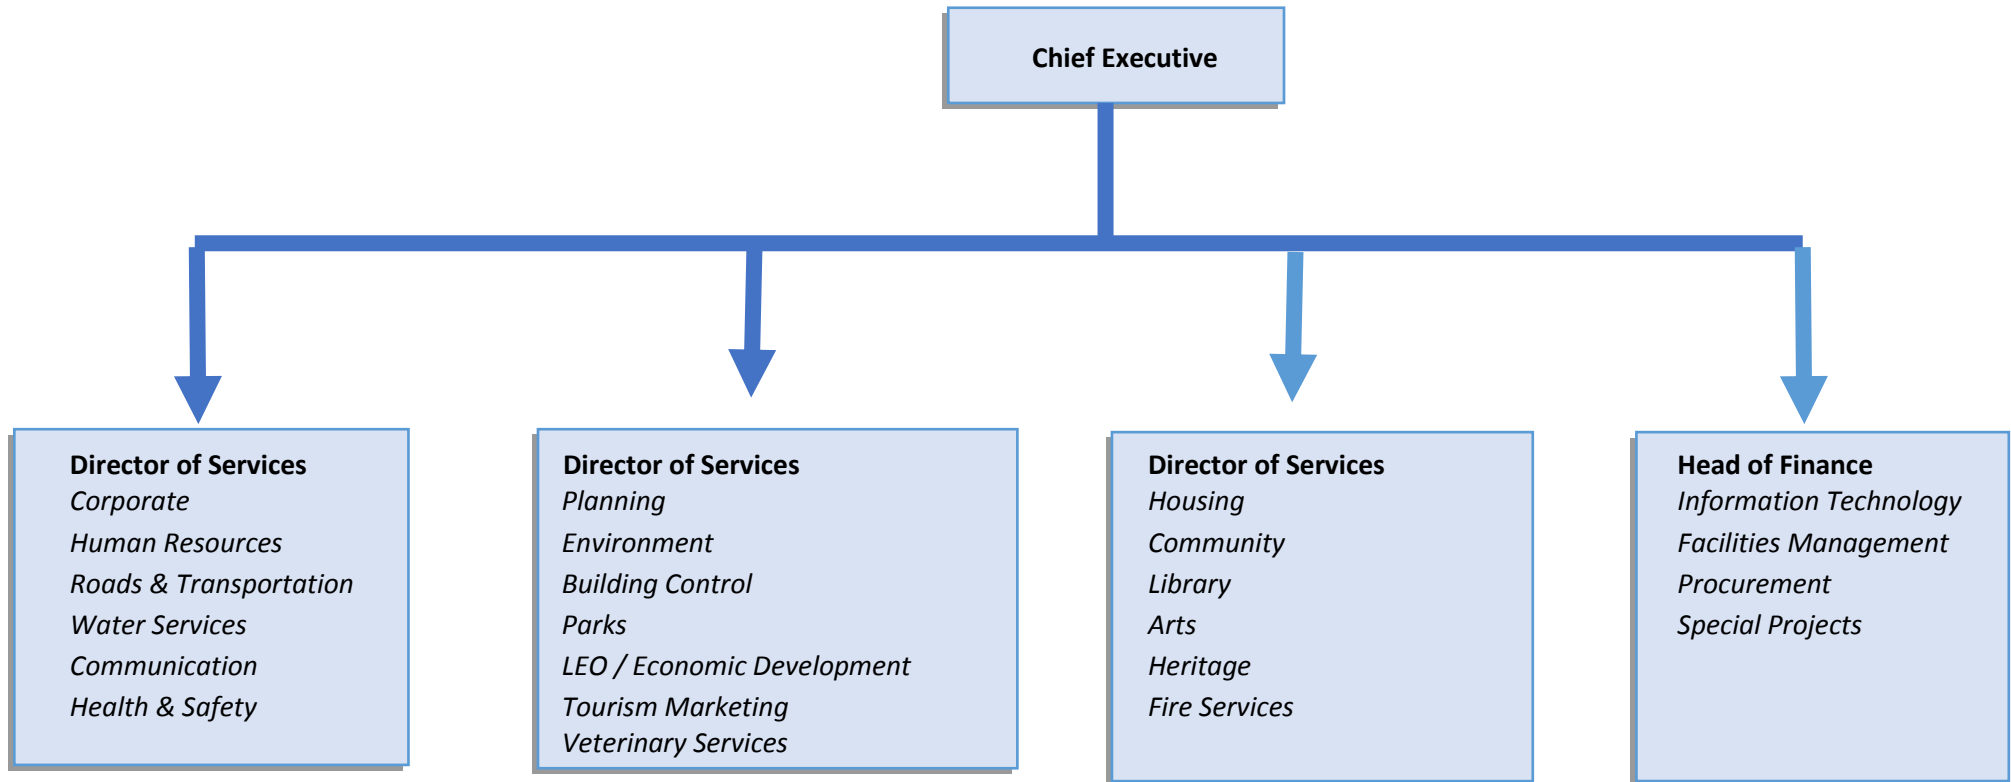 Chief Executive
Director of Services
Corporate
Human Resources
Roads & Transportation
Water Services
Communication
Health & Safety
Director of Services
Planning
Environment
Building Control
Parks
LEO / Economic Development
Tourism Marketing
Veterinary Services
Director of Services
Housing
Community
Library
Arts
Heritage
Fire Services
Head of Finance
Information Technology
Facilities Management
Procurement
Special Projects